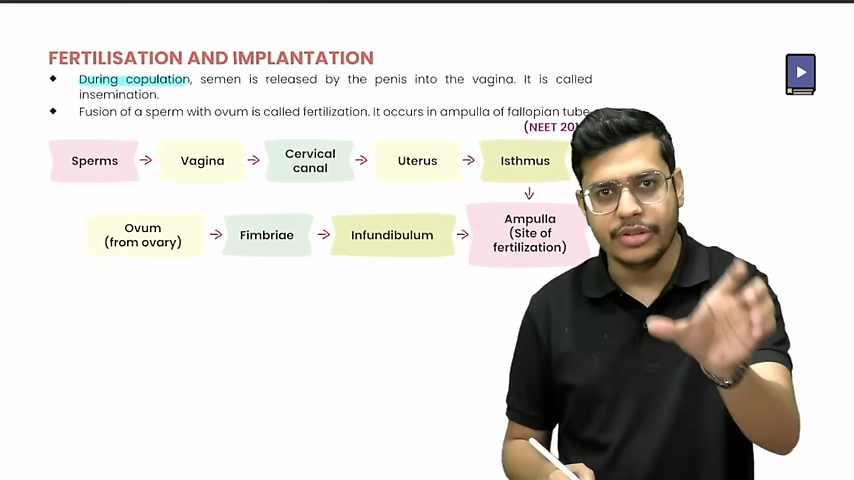 FERTILISATION AND IMPLANTATION
During copulation, semen is released by the penis into the vagina. It is called
insemination.
Fusion of a sperm with ovum is called fertilization. It occurs in ampulla of fallopian tube
(NEET
Sperms
Vagina
Cervical
canal
Uterus
Isthmus
Ovum
(from ovary)
Fimbriae
Infundibulum
Ampulla
(Site of
fertilization)